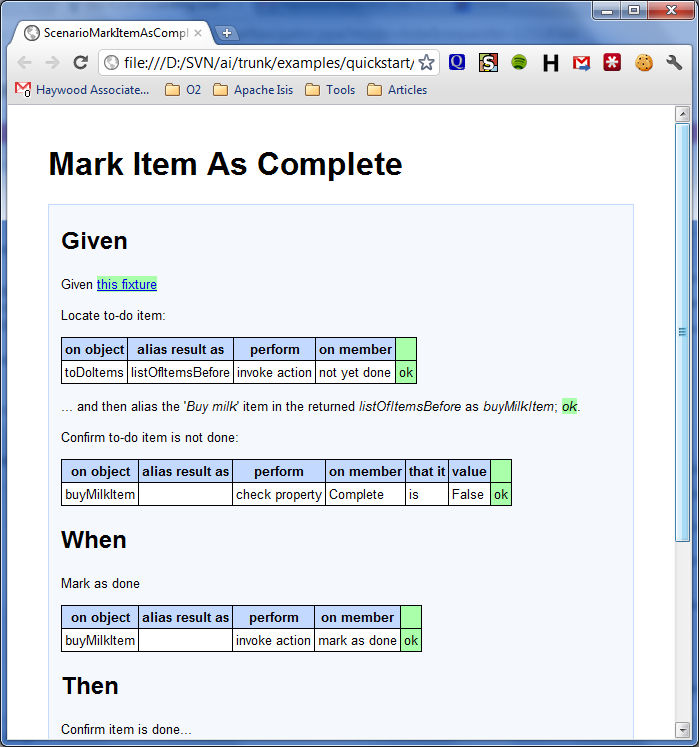 ScenarioMarkItemAsCompl
file:///D:/SVN/ai/trunk/examples/quickstart/
Haywood Associate... O2 Apache Isis Tools Articles
Mark Item As Complete
Given
Given this fixture
Locate to-do item:
on object alias result as perform on member
toDoItems listOfItemsBefore invoke action not yet done ok
... and then alias the 'Buy milk' item in the returned listOfItemsBefore as buyMilkItem; ok.
Confirm to-do item is not done:
on object alias result as perform on member that it value
buyMilkItem check property Complete is False ok
When
Mark as done
on object alias result as perform on member
buyMilkItem invoke action mark as done ok
Then
Confirm item is done...